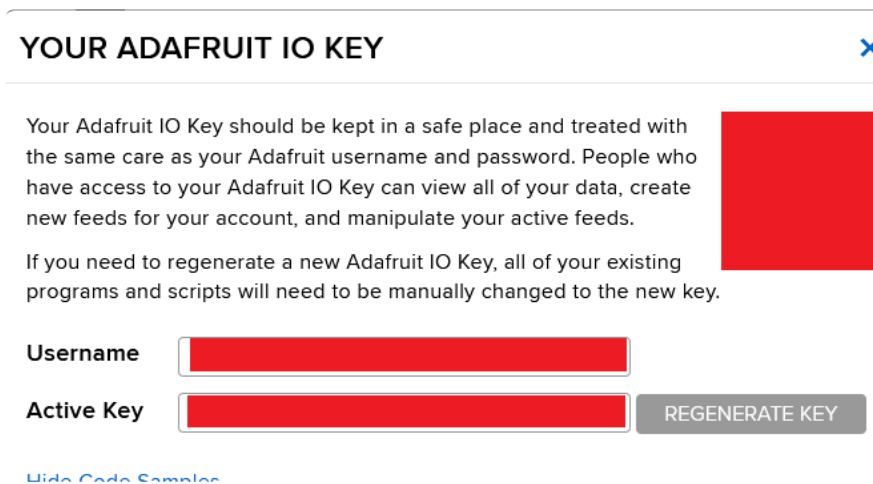 YOUR ADAFRUIT IO KEY
Your Adafruit IO Key should be kept in a safe place and treated with
the same care as your Adafruit username and password. People who
have access to your Adafruit IO Key can view all of your data, create
new feeds for your account, and manipulate your active feeds.
If you need to regenerate a new Adafruit IO Key, all of your existing
programs and scripts will need to be manually changed to the new key.
Username
Active Key
REGENERATE KEY
Hide Code Samples